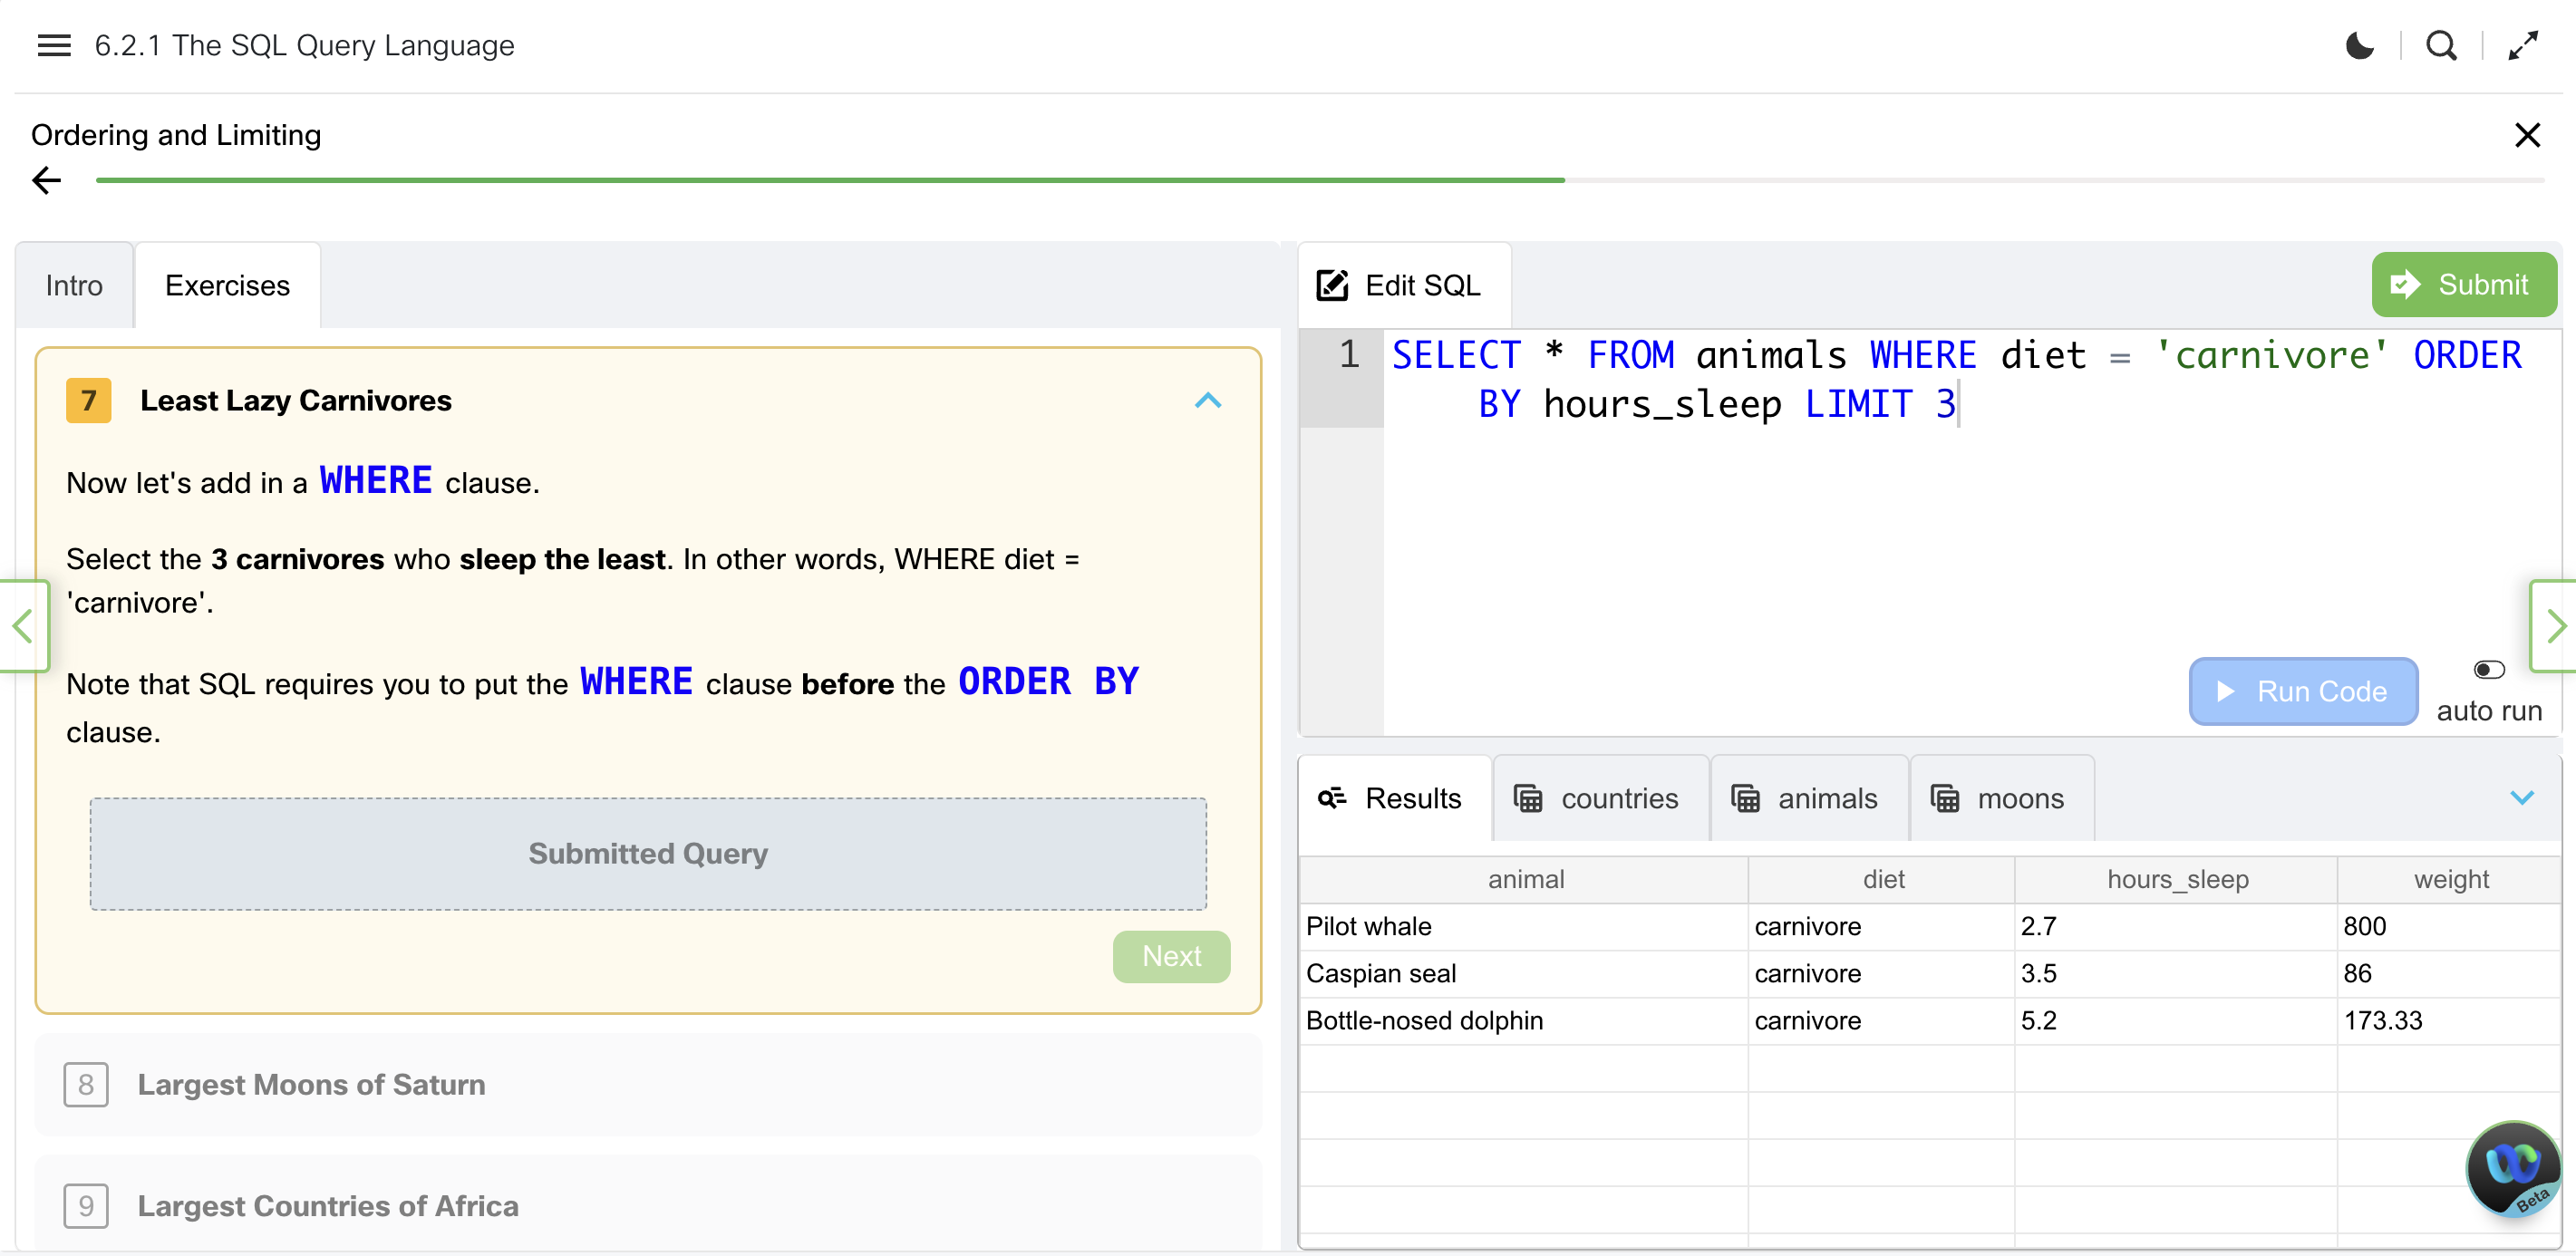 6.2.1 The SQL Query Language
Ordering and Limiting
Intro
Exercises
7
Least Lazy Carnivores
Now let's add in a WHERE clause.
Select the 3 carnivores who sleep the least. In other words, WHERE diet =
'carnivore'.
Note that SQL requires you to put the WHERE clause before the ORDER BY
clause.
Submitted Query
Next
8
Largest Moons of Saturn
9
Largest Countries of Africa
Edit SQL
Submit
1
SELECT * FROM animals WHERE diet = 'carnivore' ORDER
BY hours_sleep LIMIT 3
Run Code
auto run
Results
countries
animals
moons
animal diet hours_sleep weight
Pilot whale carnivore 2.7 800
Caspian seal carnivore 3.5 86
Bottle-nosed dolphin carnivore 5.2 173.33
Beta